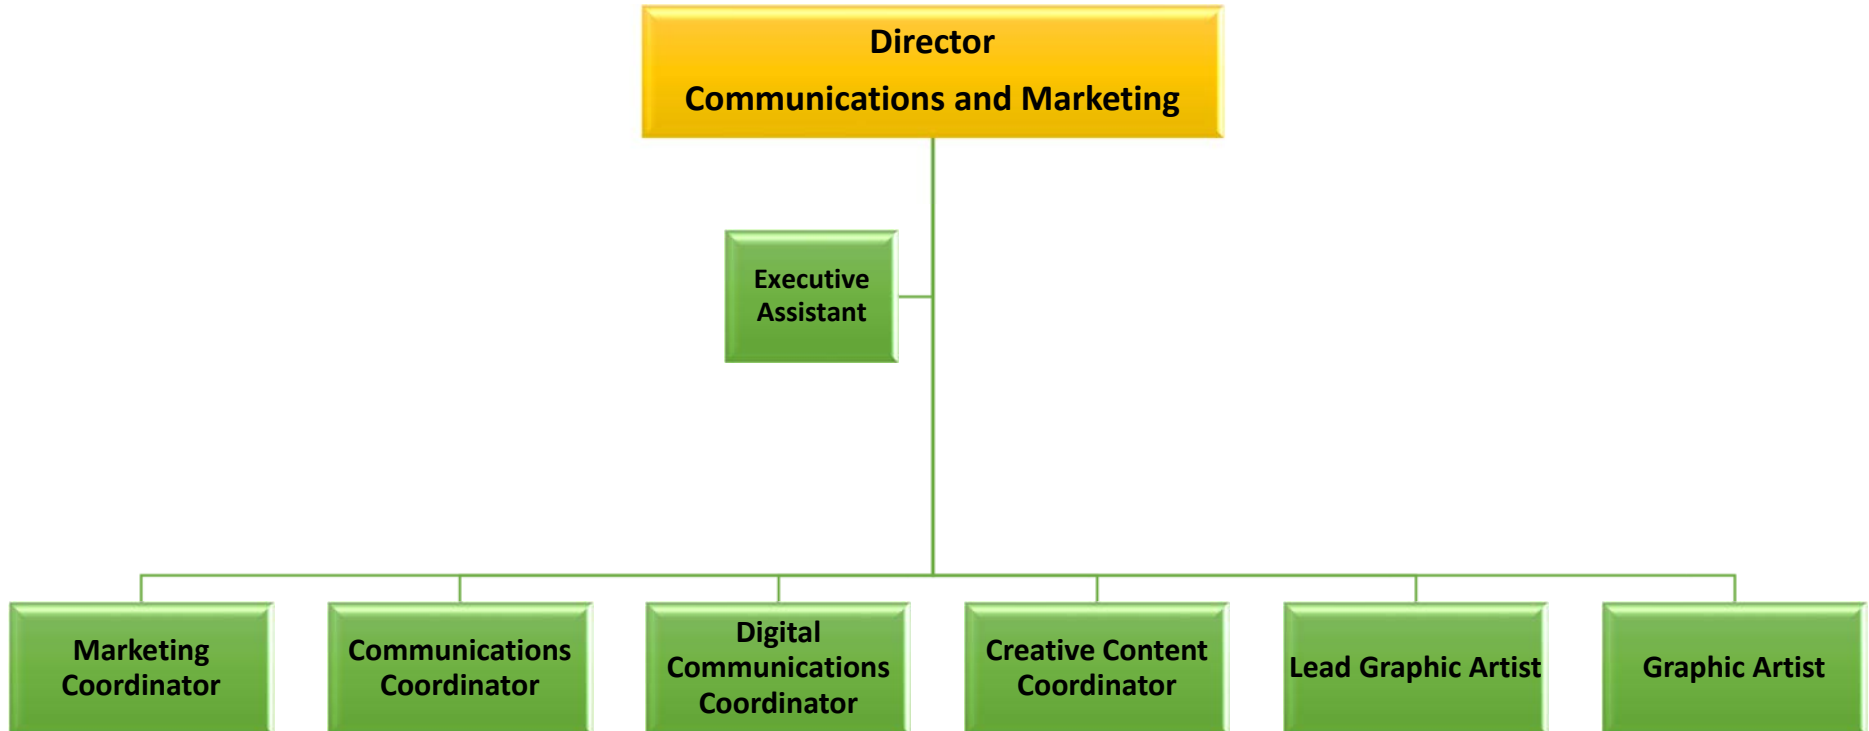 Director
Communications and Marketing
Executive
Assistant
Marketing
Coordinator
Communications
Coordinator
Digital
Communications
Coordinator
Creative Content
Coordinator
Lead Graphic Artist
Graphic Artist